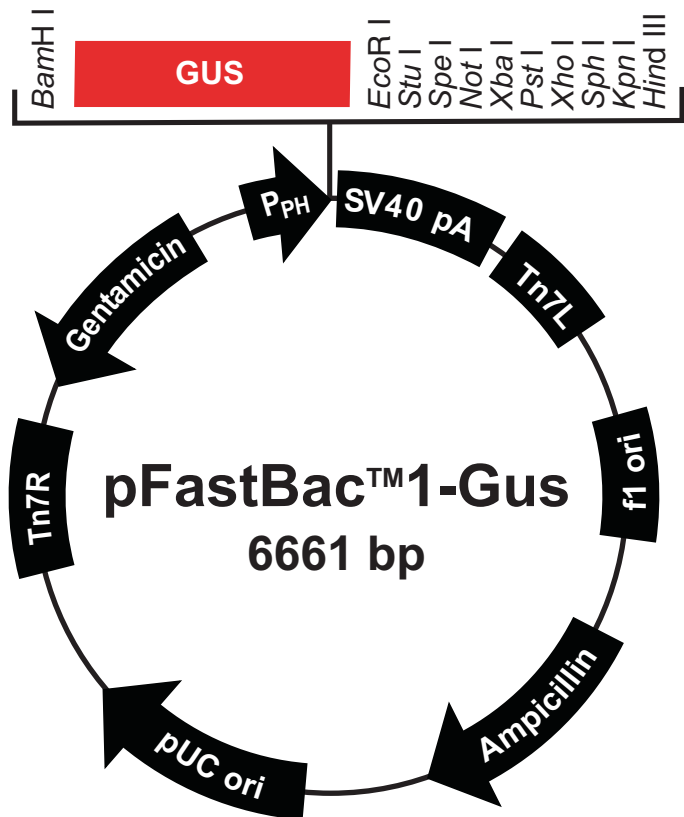 BamH I
GUS
EcoR I
Stu I
Spe I
Not I
Xba I
Pst I
Xho I
Sph I
Kpn I
Hind III
PPH
SV40 pA
Tn7L
f1 ori
Ampicillin
pUC ori
Tn7R
Gentamicin
pFastBac™1-Gus
6661 bp